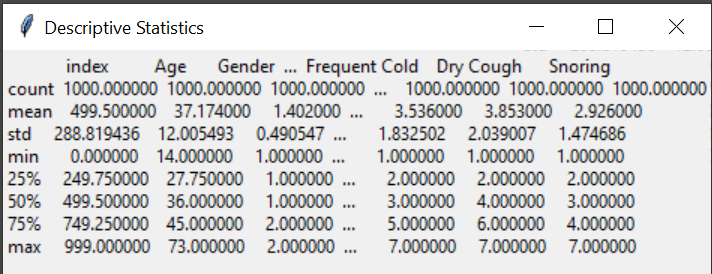 Descriptive Statistics
index Age Gender ... Frequent Cold Dry Cough Snoring
count 1000.000000 1000.000000 1000.000000 ... 1000.000000 1000.000000 1000.000000
mean 499.500000 37.174000 1.402000 ... 3.536000 3.853000 2.926000
std 288.819436 12.005493 0.490547 ... 1.832502 2.039007 1.474686
min 0.000000 14.000000 1.000000 ... 1.000000 1.000000 1.000000
25% 249.750000 27.750000 1.000000 ... 2.000000 2.000000 2.000000
50% 499.500000 36.000000 1.000000 ... 3.000000 4.000000 3.000000
75% 749.250000 45.000000 2.000000 ... 5.000000 6.000000 4.000000
max 999.000000 73.000000 2.000000 ... 7.000000 7.000000 7.000000